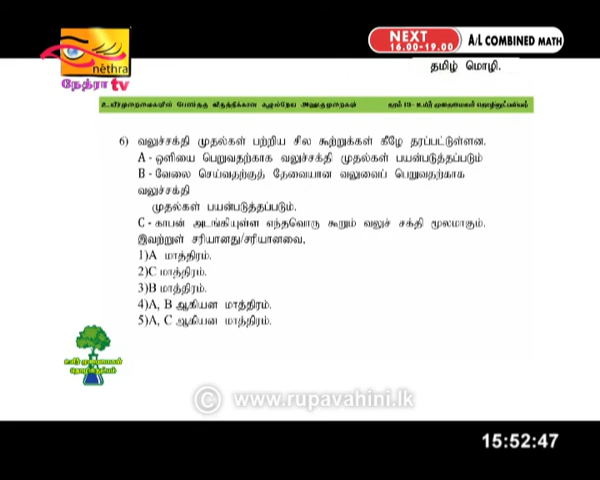 NEXT
16.00-19.00
A/L COMBINED MATH
nethra
நேத்ரா tv
தமிழ் மொழி.
6) வலுச்சக்தி முதல்கள் பற்றிய சில கூற்றுக்கள் கீழே தரப்பட்டுள்ளன.
A - ஒளியை பெறுவதற்காக வலுச்சக்தி முதல்கள் பயன்படுத்தப்படும்
B - வேலை செய்வதற்குத் தேவையான வலுவைப் பெறுவதற்காக
வலுச்சக்தி
முதல்கள் பயன்படுத்தப்படும்.
C - காபன் அடங்கியுள்ள எந்தவொரு கூறும் வலுச் சக்தி மூலமாகும்.
இவற்றுள் சரியானது/சரியானவை.
1)A மாத்திரம்.
2)C மாத்திரம்.
3)B மாத்திரம்.
4)A, B ஆகியன மாத்திரம்.
5)A, C ஆகியன மாத்திரம்.
© www.rupavahini.lk
15:52:47